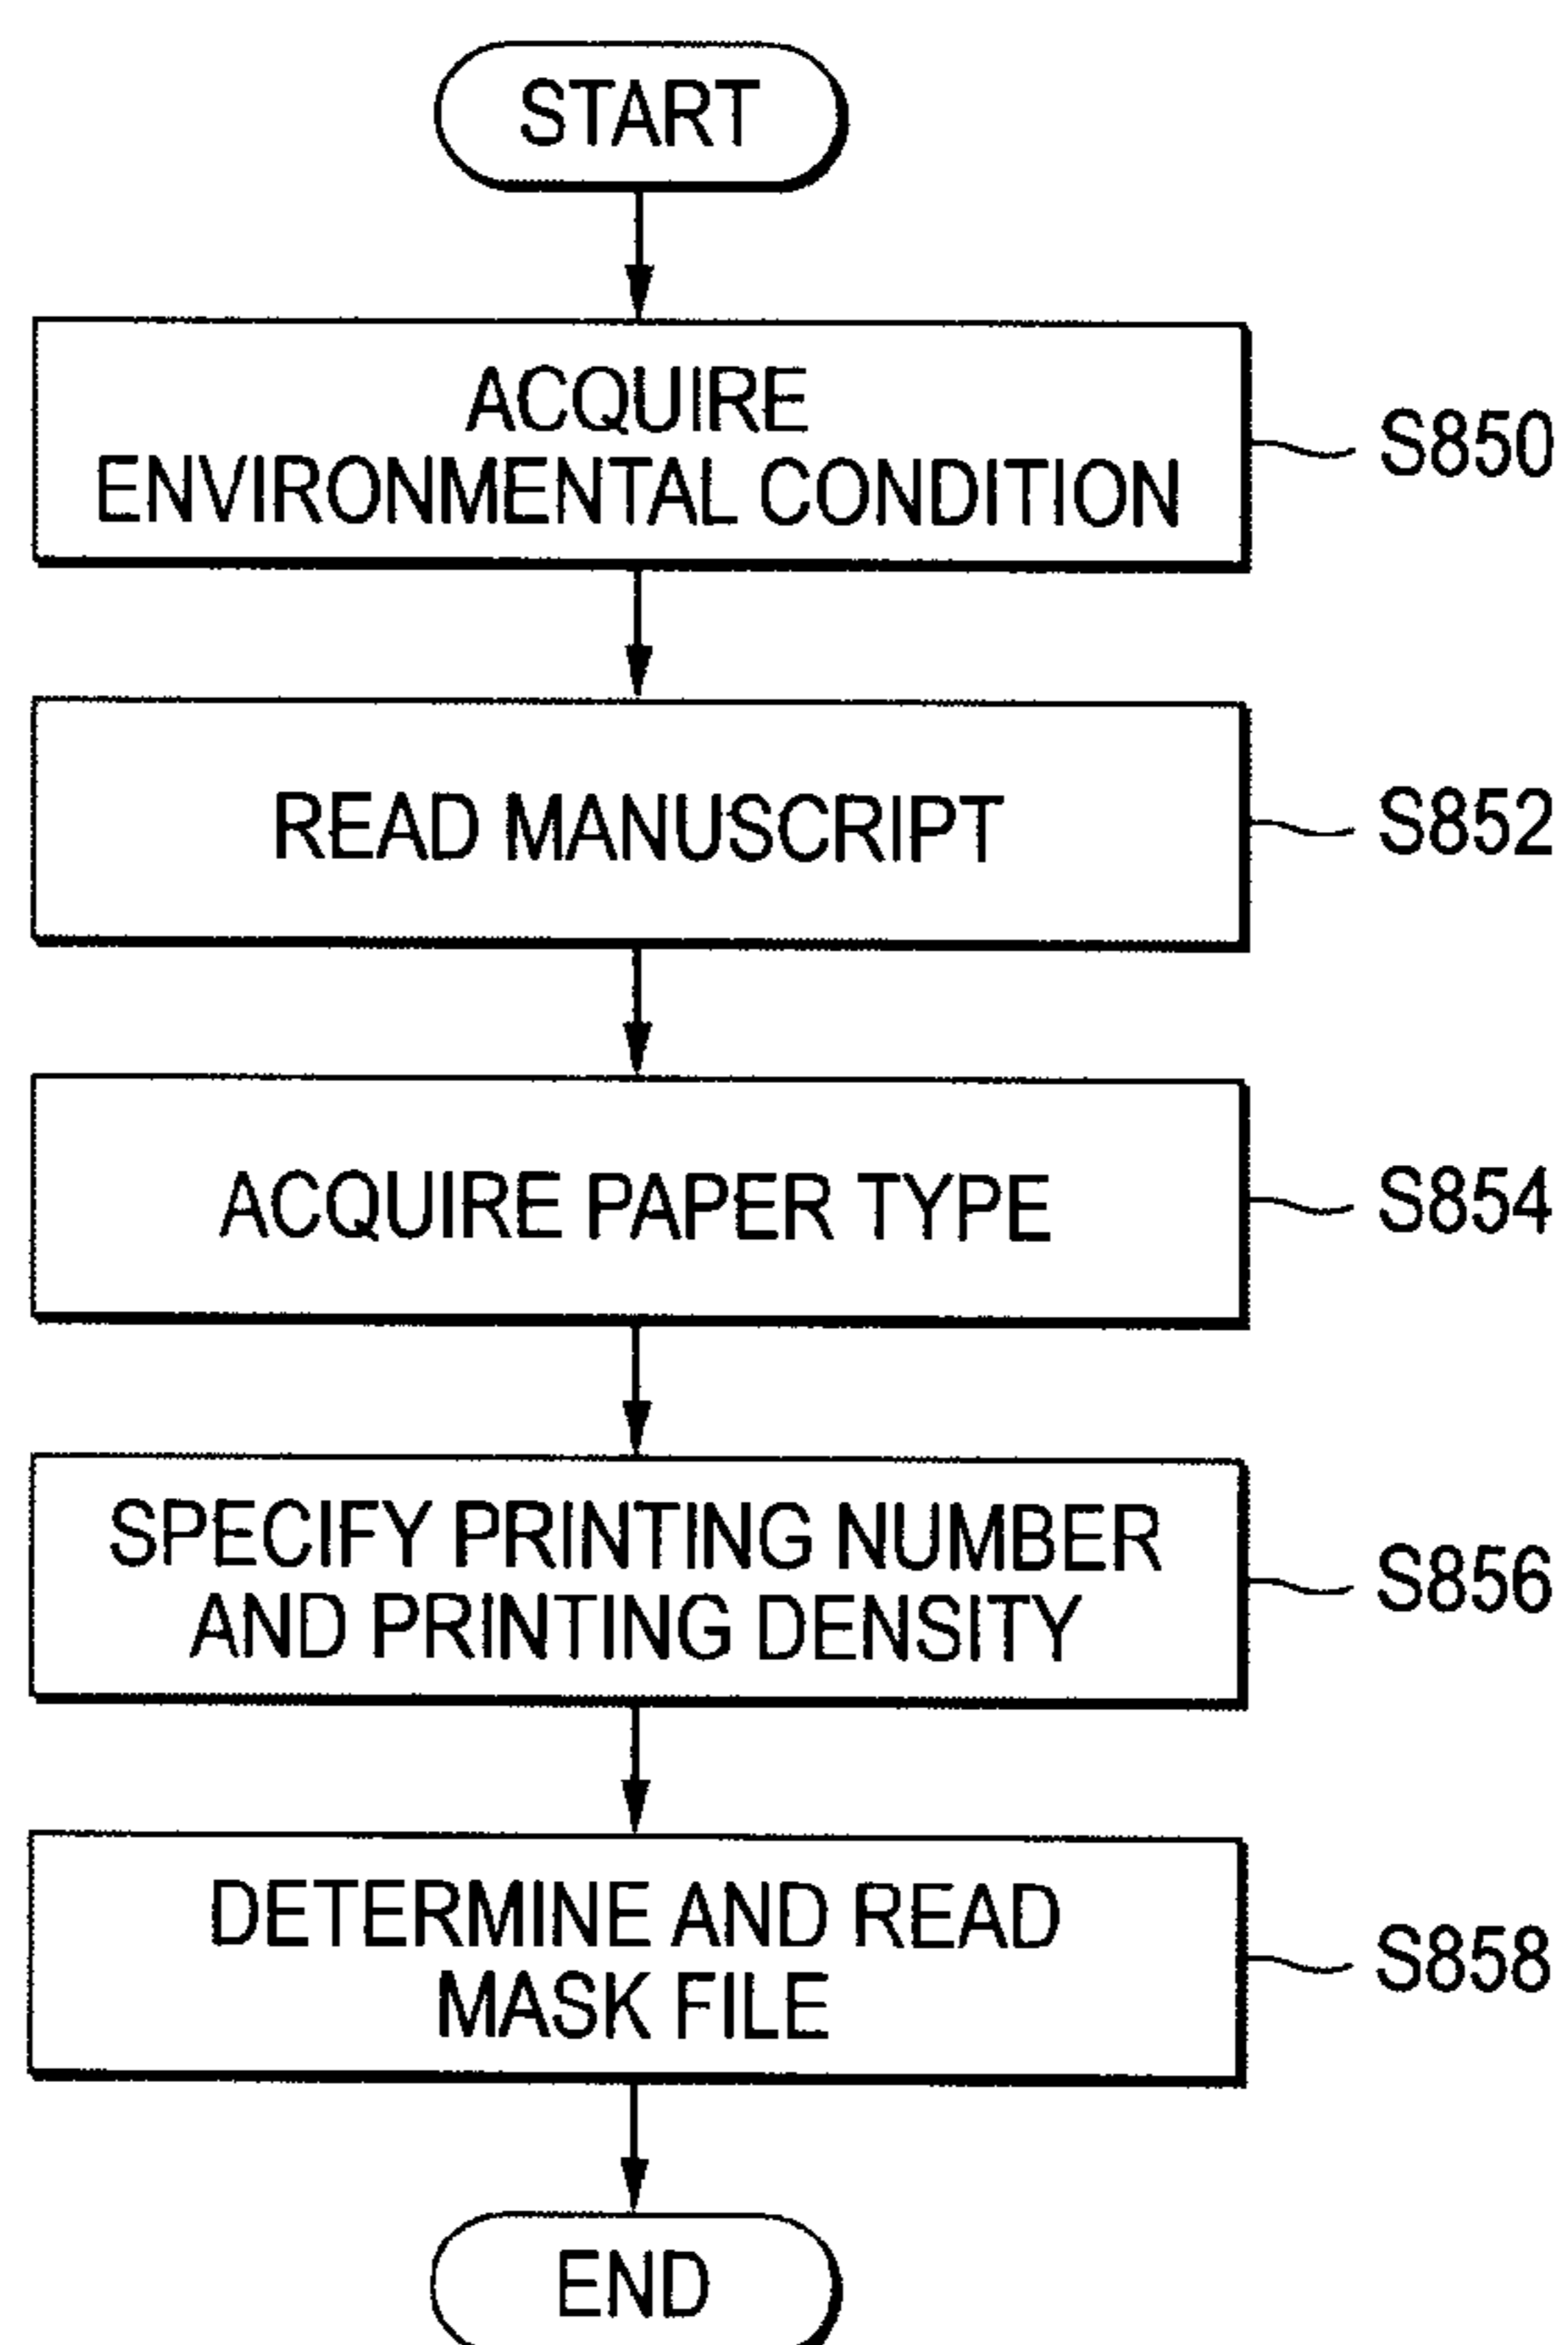 START
ACQUIRE
ENVIRONMENTAL CONDITION
S850
READ MANUSCRIPT
S852
ACQUIRE PAPER TYPE
S854
SPECIFY PRINTING NUMBER
AND PRINTING DENSITY
S856
DETERMINE AND READ
MASK FILE
S858
END